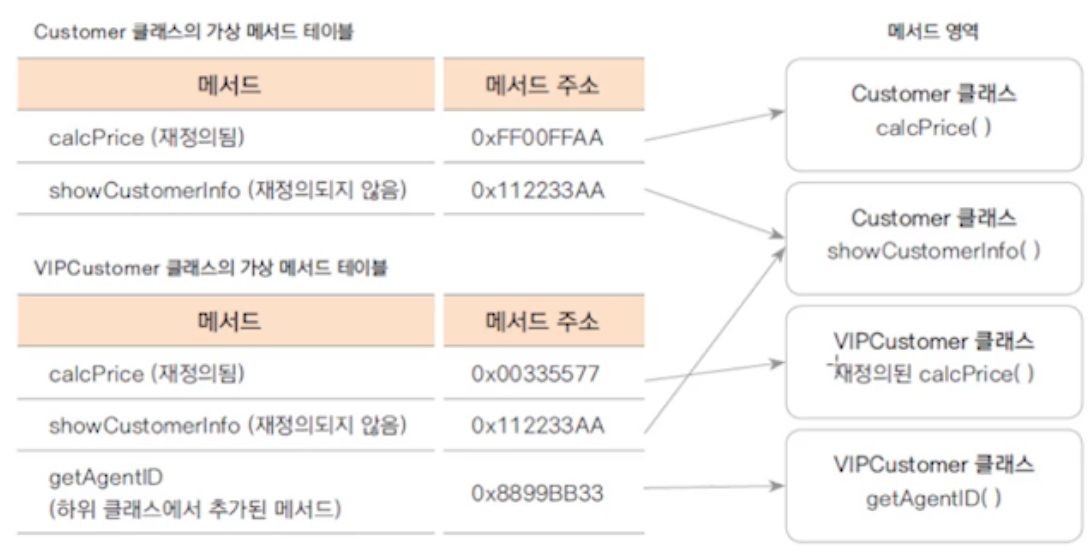 Customer 클래스의 가상 메서드 테이블
메서드 메서드 주소
calcPrice (재정의됨) 0xFF00FFAA
showCustomerInfo (재정의되지 않음) 0x112233AA
VIPCustomer 클래스의 가상 메서드 테이블
메서드 메서드 주소
calcPrice (재정의됨) 0x00335577
showCustomerInfo (재정의되지 않음) 0x112233AA
getAgentID
(하위 클래스에서 추가된 메서드) 0x8899BB33
메서드 영역
Customer 클래스
calcPrice( )
Customer 클래스
showCustomerInfo( )
VIPCustomer 클래스
재정의된 calcPrice( )
VIPCustomer 클래스
getAgentID( )